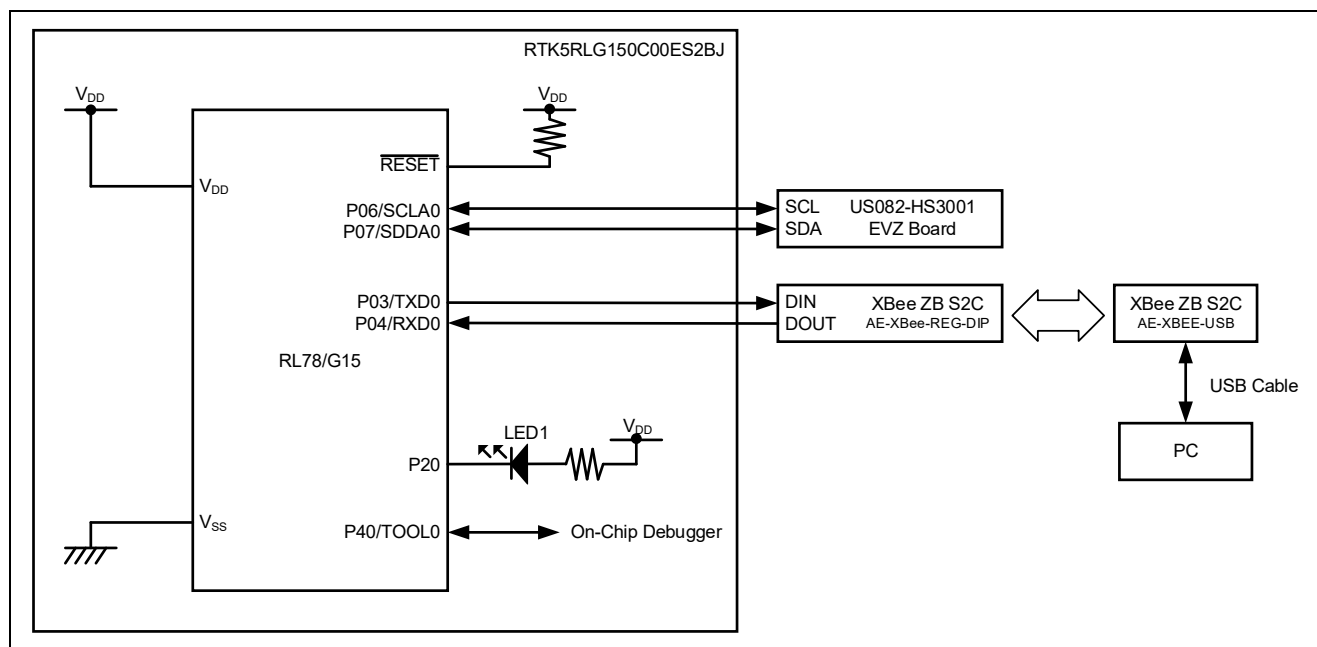 RTK5RLG150C00ES2BJ
VDD
VDD
RESET
VDD
P06/SCLA0
P07/SDDA0
SCL US082-HS3001
SDA EVZ Board
P03/TXD0
P04/RXD0
DIN XBee ZB S2C
DOUT AE-XBee-REG-DIP
XBee ZB S2C
AE-XBEE-USB
RL78/G15
USB Cable
LED1
VDD
P20
PC
VSS
P40/TOOL0
On-Chip Debugger